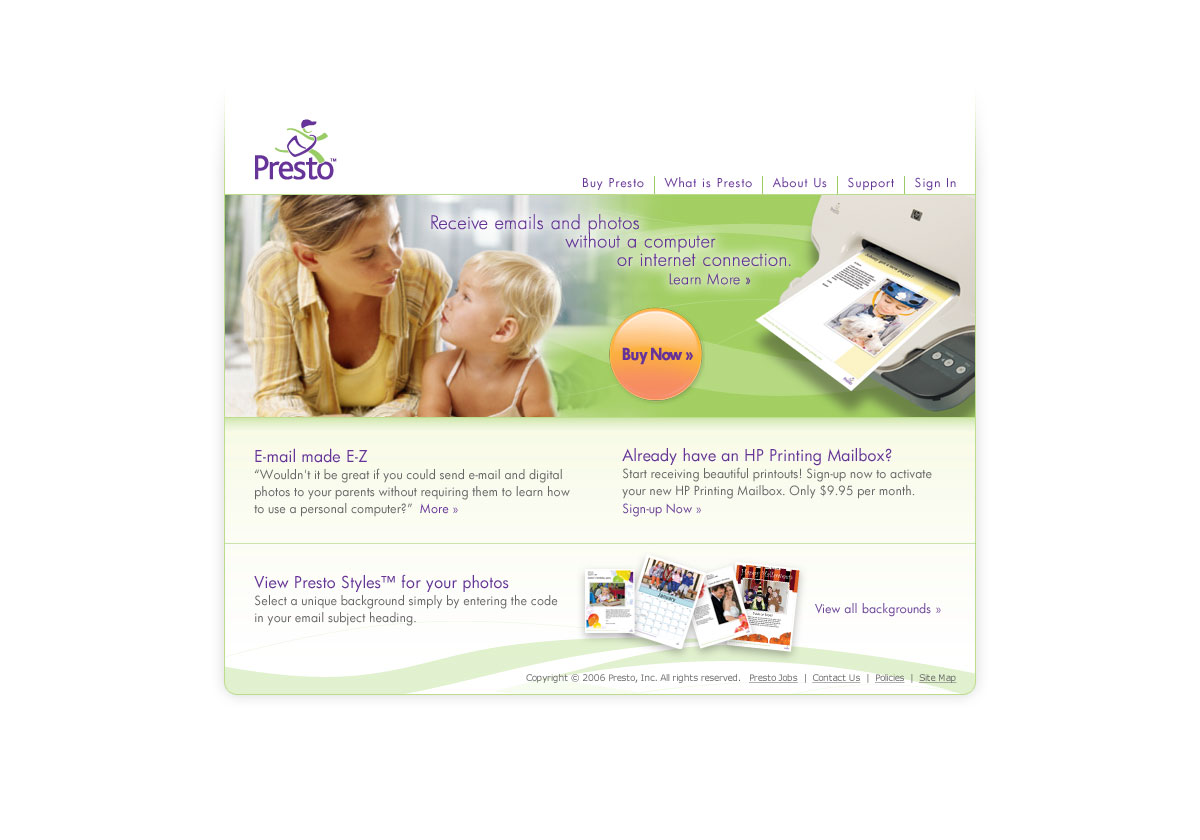 Presto™
Buy Presto
What is Presto
About Us
Support
Sign In
Receive emails and photos
without a computer
or internet connection.
Learn More »
Buy Now »
E-mail made E-Z
“Wouldn't it be great if you could send e-mail and digital
photos to your parents without requiring them to learn how
to use a personal computer?” More »
Already have an HP Printing Mailbox?
Start receiving beautiful printouts! Sign-up now to activate
your new HP Printing Mailbox. Only $9.95 per month.
Sign-up Now »
View Presto Styles™ for your photos
Select a unique background simply by entering the code
in your email subject heading.
January
View all backgrounds »
Copyright © 2006 Presto, Inc. All rights reserved. Presto Jobs | Contact Us | Policies | Site Map